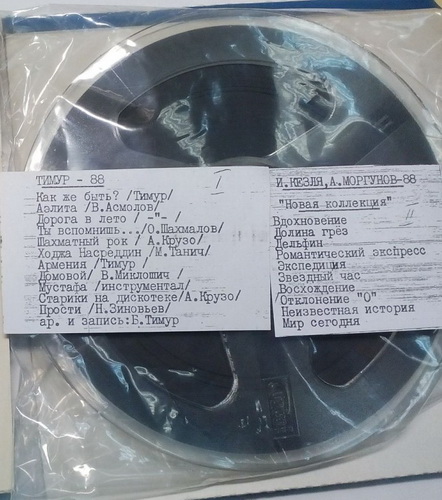 ТИМУР - 88
I
Как же быть? /Тимур/
Аэлита /В.Асмолов/
Дорога в лето / -"- /
Ты вспомнишь.../О.Шахмалов/
Шахматный рок / А.Крузо/
Ходжа Насреддин /М.Танич/
Армения /Тимур /
Домовой/ В.Миклошич /
Мустафа /инструментал/
Старики на дискотеке/А.Крузо/
Прости /Н.Зиновьев/
ар. и запись:Б.Тимур
И.КЕЗЛЯ,А.МОРГУНОВ-88
"Новая коллекция"
II
Вдохновение
Долина грёз
Дельфин
Романтический экспресс
Экспедиция
Звездный час
Восхождение
Отклонение "О"
Неизвестная история
Мир сегодня